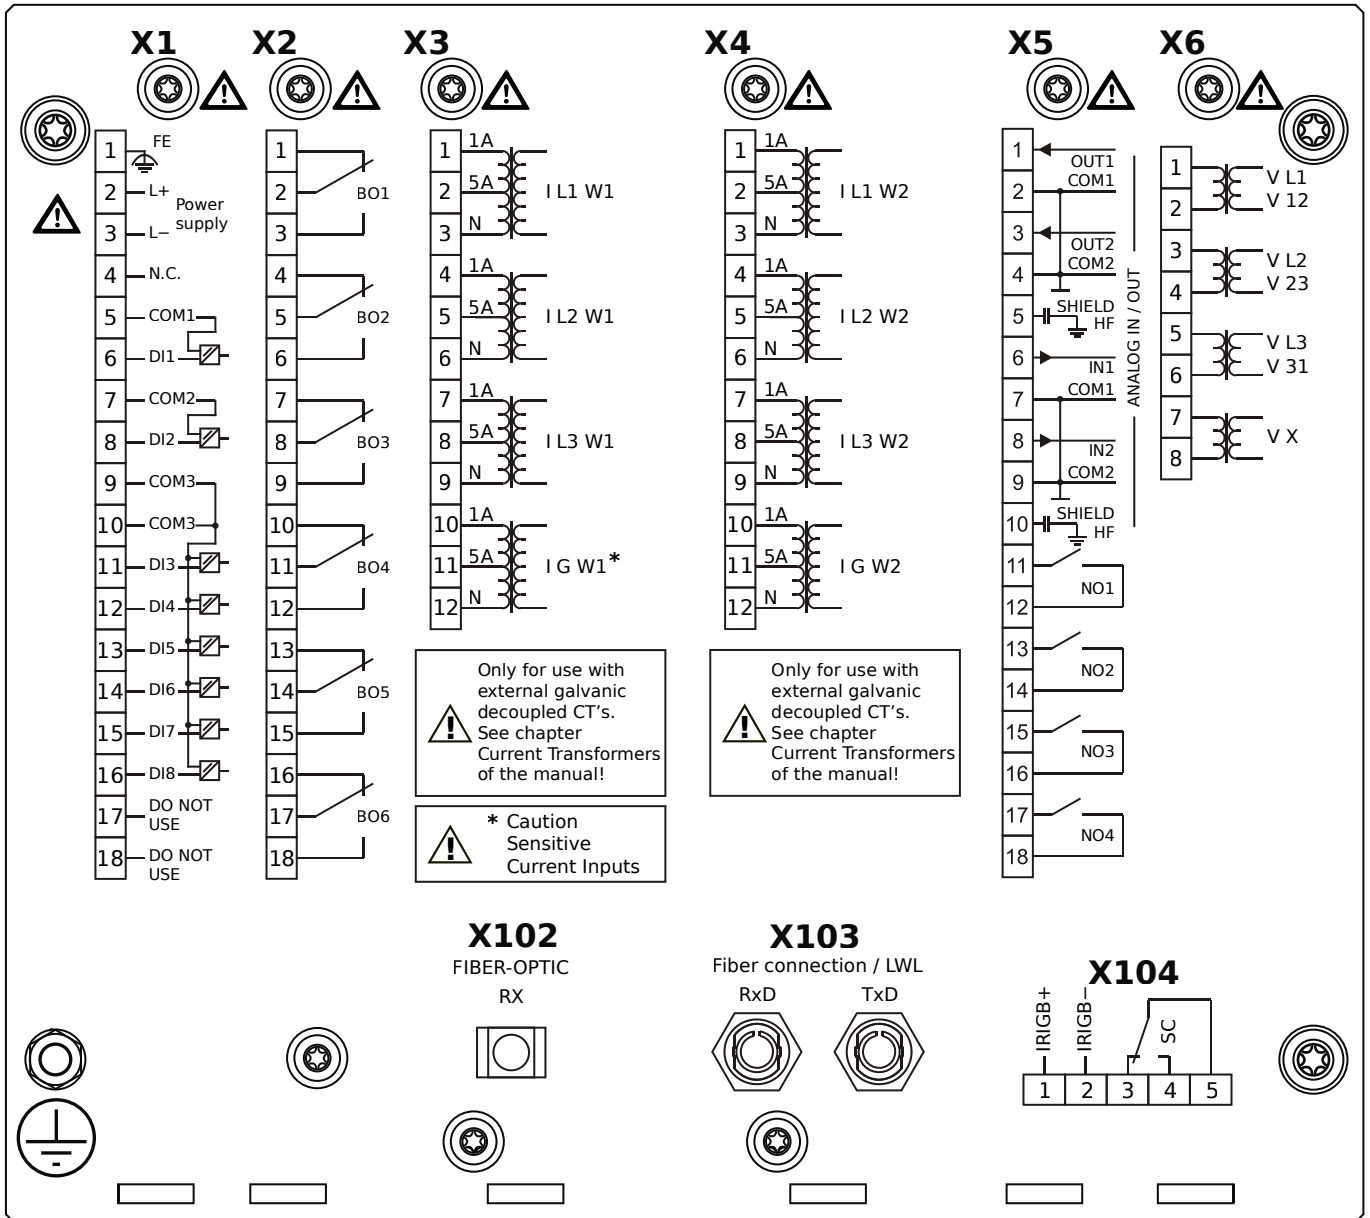 X1 X2 X3 X4 X5 X6
1 FE
2 L+
Power
supply
3 L−
4 N.C.
5 COM1
6 DI1
7 COM2
8 DI2
9 COM3
10 COM3
11 DI3
12 DI4
13 DI5
14 DI6
15 DI7
16 DI8
17 DO NOT
USE
18 DO NOT
USE
1
2 BO1
3
4
5 BO2
6
7
8 BO3
9
10
11 BO4
12
13
14 BO5
15
16
17 BO6
18
1 1A
2 5A I L1 W1
3 N
4 1A
5 5A I L2 W1
6 N
7 1A
8 5A I L3 W1
9 N
10 1A
11 5A I G W1*
12 N
Only for use with
external galvanic
decoupled CT's.
See chapter
Current Transformers
of the manual!
* Caution
Sensitive
Current Inputs
1 1A
2 5A I L1 W2
3 N
4 1A
5 5A I L2 W2
6 N
7 1A
8 5A I L3 W2
9 N
10 1A
11 5A I G W2
12 N
Only for use with
external galvanic
decoupled CT's.
See chapter
Current Transformers
of the manual!
1 OUT1
2 COM1
3 OUT2
4 COM2
5 SHIELD
HF
6 IN1
7 COM1
8 IN2
9 COM2
10 SHIELD
HF
ANALOG IN / OUT
11
NO1
12
13
NO2
14
15
NO3
16
17
NO4
18
1 V L1
2 V 12
3 V L2
4 V 23
5 V L3
6 V 31
7
V X
8
X102
FIBER-OPTIC
RX
X103
Fiber connection / LWL
RxD TxD
X104
IRIGB+ IRIGB− SC
1 2 3 4 5